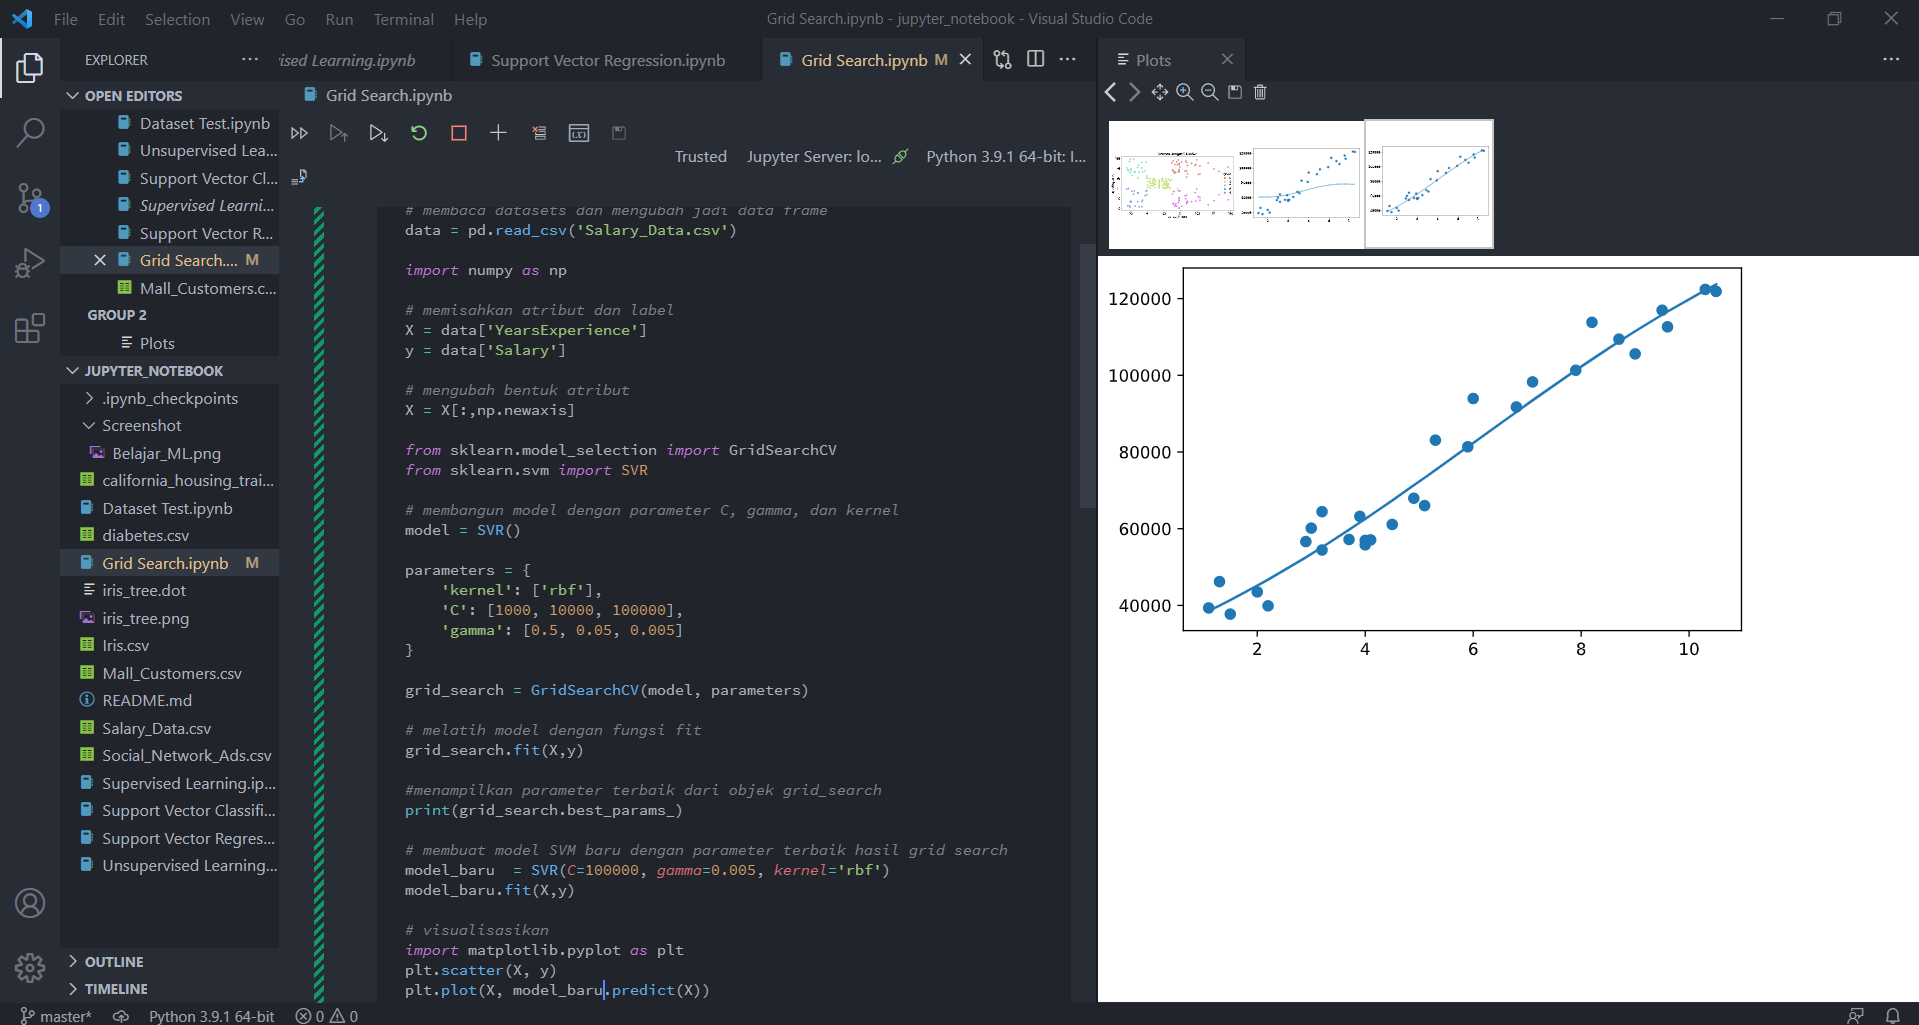 File Edit Selection View Go Run Terminal Help
Grid Search.ipynb - jupyter_notebook - Visual Studio Code
EXPLORER
ised Learning.ipynb
Support Vector Regression.ipynb
Grid Search.ipynb M
Plots
OPEN EDITORS
Dataset Test.ipynb
Unsupervised Lea...
Support Vector Cl...
Supervised Learni...
Support Vector R...
Grid Search.... M
Mall_Customers.c...
GROUP 2
Plots
JUPYTER_NOTEBOOK
.ipynb_checkpoints
Screenshot
Belajar_ML.png
california_housing_trai...
Dataset Test.ipynb
diabetes.csv
Grid Search.ipynb M
iris_tree.dot
iris_tree.png
Iris.csv
Mall_Customers.csv
README.md
Salary_Data.csv
Social_Network_Ads.csv
Supervised Learning.ip...
Support Vector Classifi...
Support Vector Regres...
Unsupervised Learning...
OUTLINE
TIMELINE
1
Grid Search.ipynb
Trusted Jupyter Server: lo... Python 3.9.1 64-bit: I...
# membaca datasets dan mengubah jadi data frame
data = pd.read_csv('Salary_Data.csv')
import numpy as np
# memisahkan atribut dan label
X = data['YearsExperience']
y = data['Salary']
# mengubah bentuk atribut
X = X[:,np.newaxis]
from sklearn.model_selection import GridSearchCV
from sklearn.svm import SVR
# membangun model dengan parameter C, gamma, dan kernel
model = SVR()
parameters = {
'kernel': ['rbf'],
'C': [1000, 10000, 100000],
'gamma': [0.5, 0.05, 0.005]
}
grid_search = GridSearchCV(model, parameters)
# melatih model dengan fungsi fit
grid_search.fit(X,y)
#menampilkan parameter terbaik dari objek grid_search
print(grid_search.best_params_)
# membuat model SVM baru dengan parameter terbaik hasil grid search
model_baru  = SVR(C=100000, gamma=0.005, kernel='rbf')
model_baru.fit(X,y)
# visualisasikan
import matplotlib.pyplot as plt
plt.scatter(X, y)
plt.plot(X, model_baru.predict(X))
120000
100000
80000
60000
40000
2 4 6 8 10
master* Python 3.9.1 64-bit 0 0